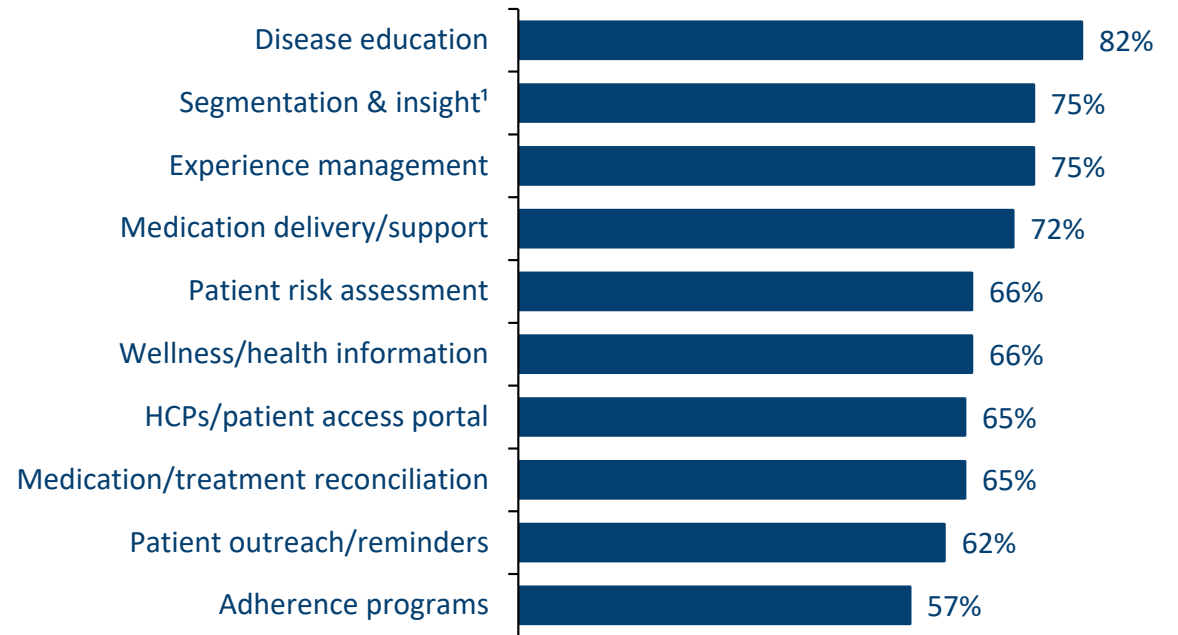 Disease education 82%
Segmentation & insight¹ 75%
Experience management 75%
Medication delivery/support 72%
Patient risk assessment 66%
Wellness/health information 66%
HCPs/patient access portal 65%
Medication/treatment reconciliation 65%
Patient outreach/reminders 62%
Adherence programs 57%